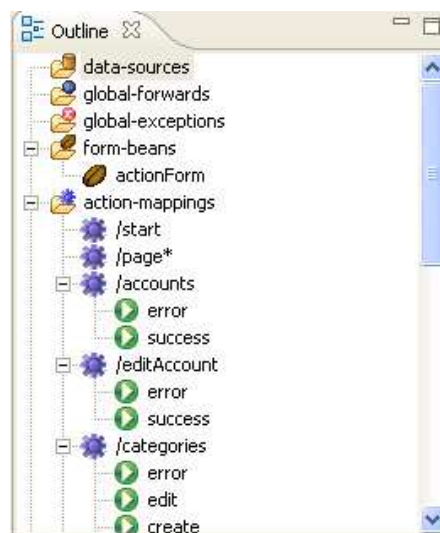 Outline
data-sources
global-forwards
global-exceptions
form-beans
actionForm
action-mappings
/start
/page*
/accounts
error
success
/editAccount
error
success
/categories
error
edit
create